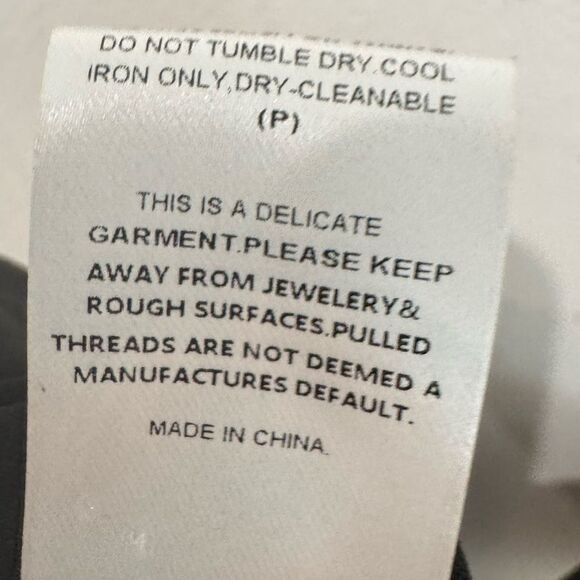 DO NOT TUMBLE DRY.COOL
IRON ONLY,DRY-CLEANABLE
(P)
THIS IS A DELICATE
GARMENT.PLEASE KEEP
AWAY FROM JEWELERY&
ROUGH SURFACES.PULLED
THREADS ARE NOT DEEMED A
MANUFACTURES DEFAULT.
MADE IN CHINA.